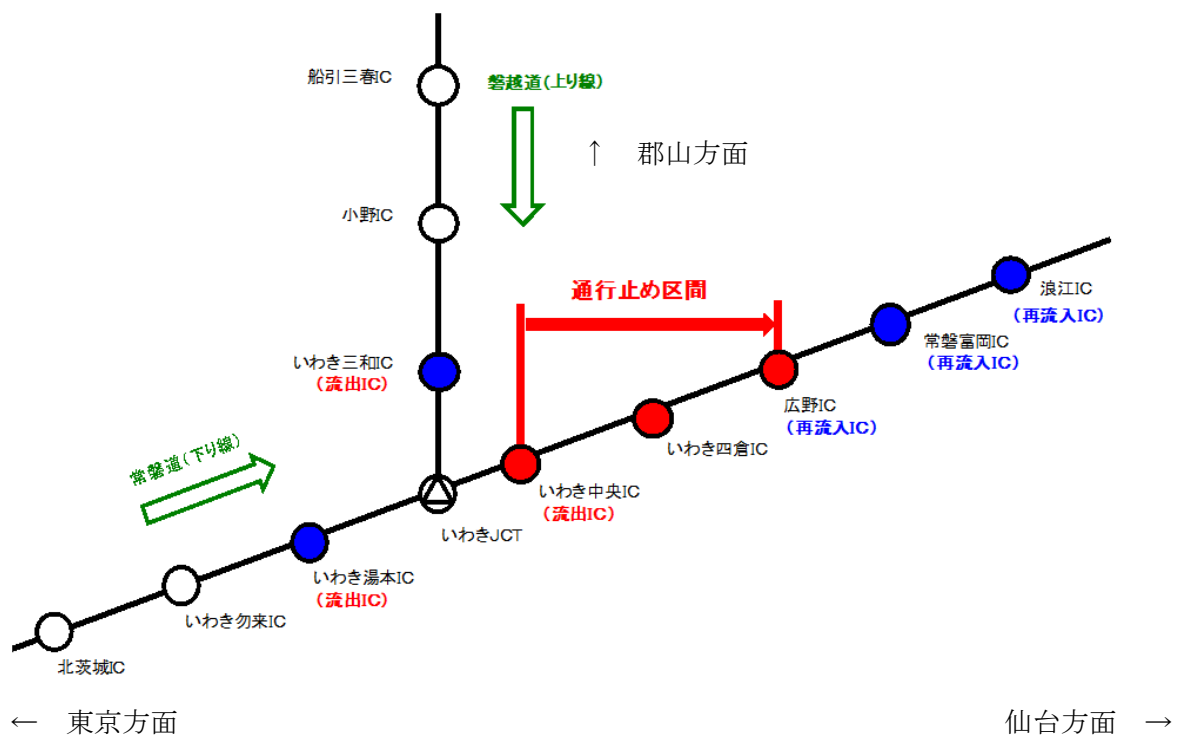 船引三春IC
磐越道(上り線)
↑ 郡山方面
小野IC
通行止め区間
浪江IC
(再流入IC)
常磐富岡IC
(再流入IC)
いわき三和IC
(流出IC)
広野IC
(再流入IC)
いわき四倉IC
常磐道(下り線)
いわき中央IC
(流出IC)
いわきJCT
いわき湯本IC
(流出IC)
いわき勿来IC
北茨城IC
← 東京方面
仙台方面 →